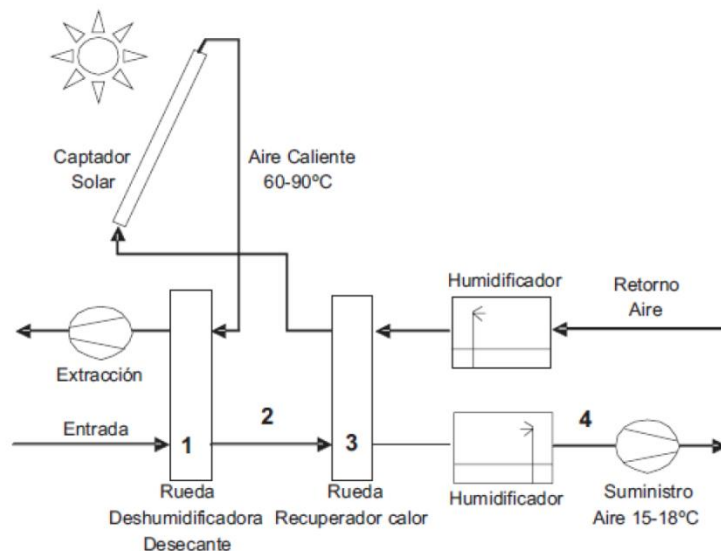 Captador
Solar
Aire Caliente
60-90ºC
Humidificador
Retorno
Aire
Extracción
Entrada
1
2
3
4
Rueda
Deshumidificadora
Desecante
Rueda
Recuperador calor
Humidificador
Suministro
Aire 15-18ºC